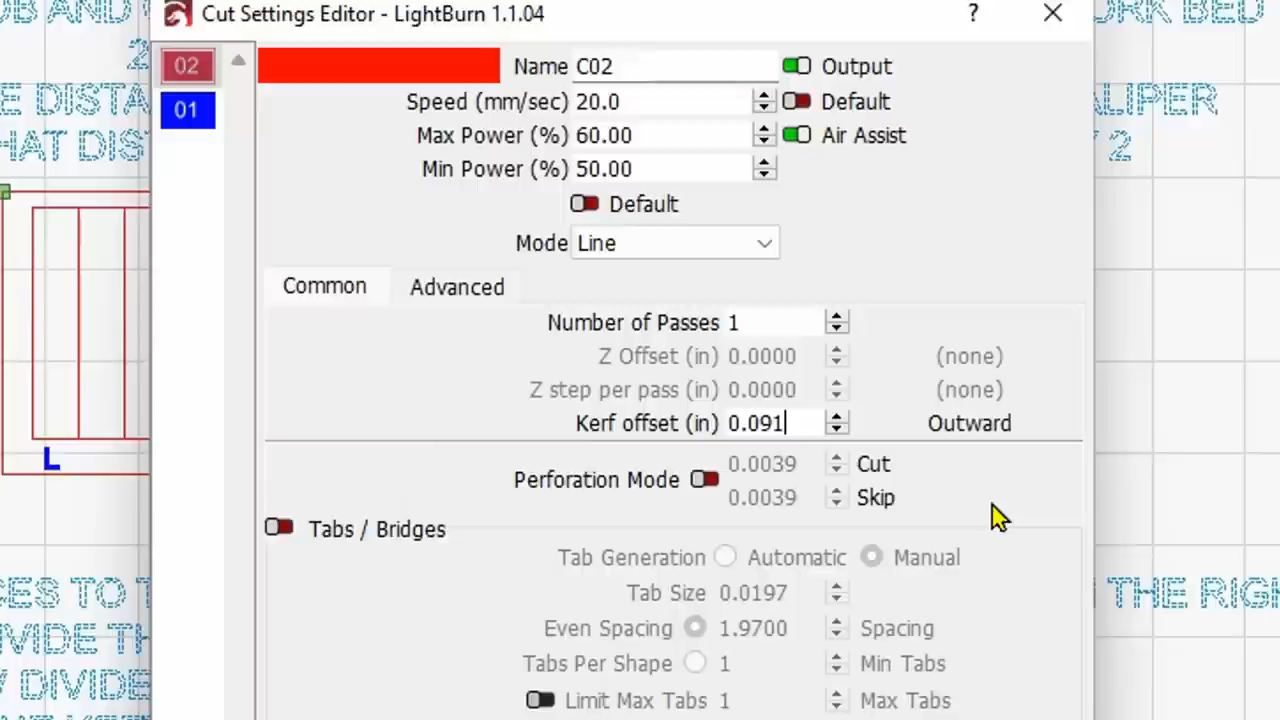 Cut Settings Editor - LightBurn 1.1.04 ?
02
01
Name C02 Output
Speed (mm/sec) 20.0 Default
Max Power (%) 60.00 Air Assist
Min Power (%) 50.00
Default
Mode Line
Common Advanced
Number of Passes 1
Z Offset (in) 0.0000 (none)
Z step per pass (in) 0.0000 (none)
Kerf offset (in) 0.091 Outward
Perforation Mode 0.0039 Cut
0.0039 Skip
Tabs / Bridges
Tab Generation Automatic Manual
Tab Size 0.0197
Even Spacing 1.9700 Spacing
Tabs Per Shape 1 Min Tabs
Limit Max Tabs 1 Max Tabs
AND
BED
2
L
THE